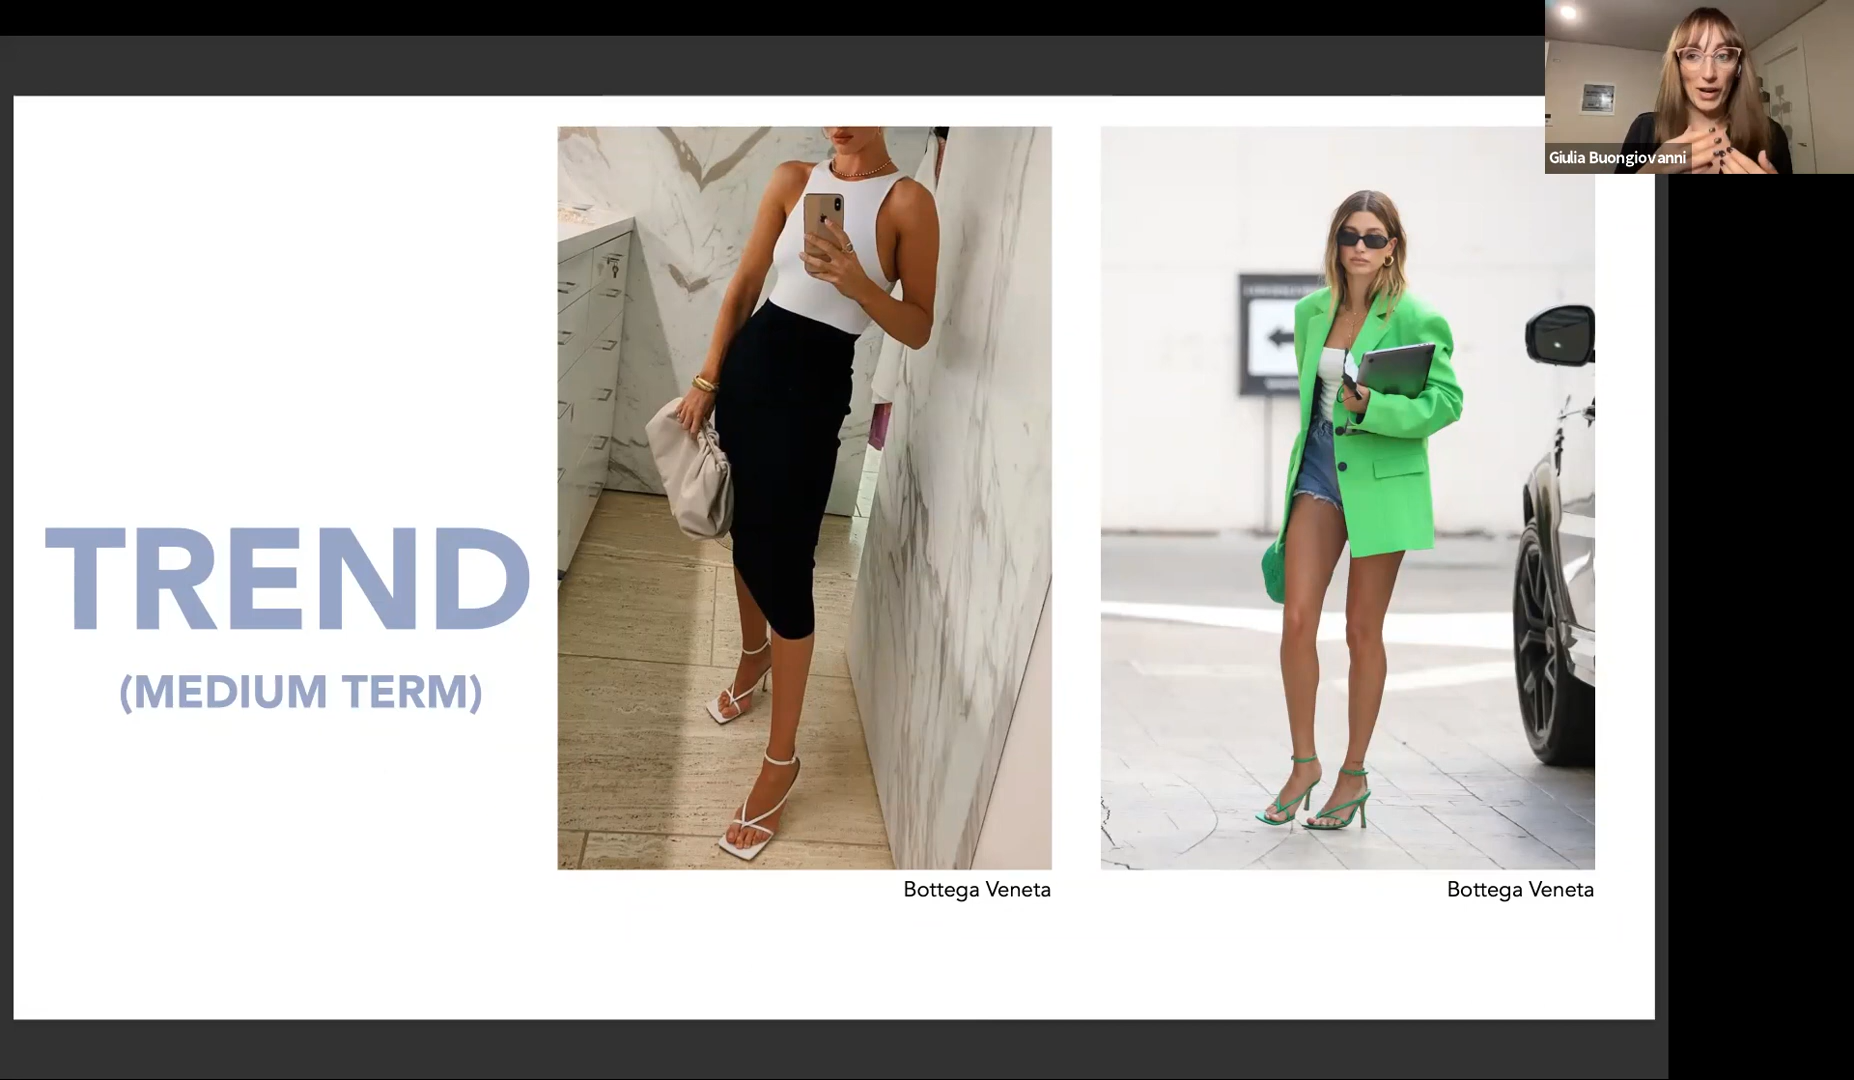 TREND
(MEDIUM TERM)
Bottega Veneta
Bottega Veneta
Giulia Buongiovanni